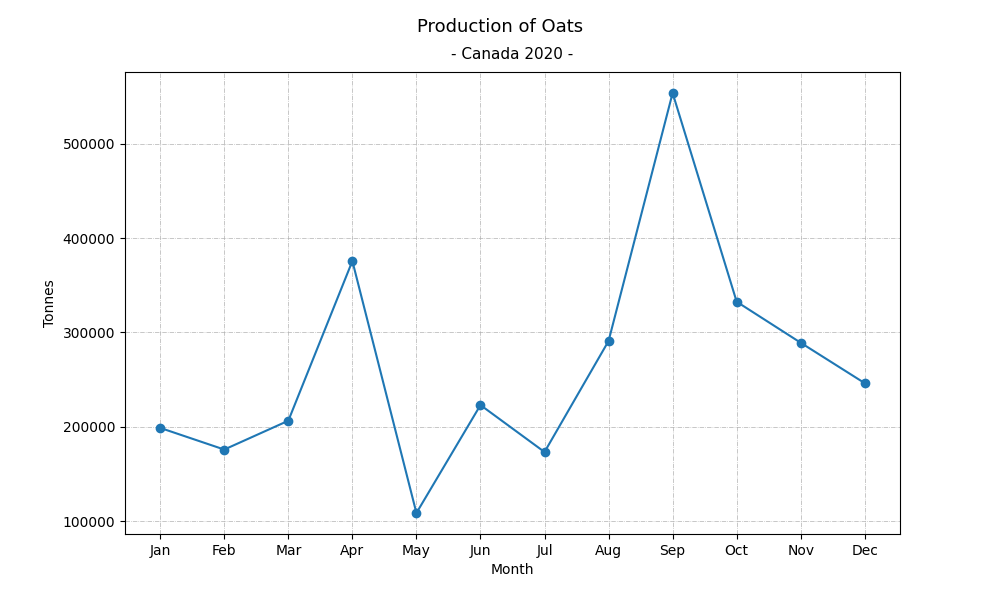 Production of Oats
- Canada 2020 -
500000
400000
300000
200000
100000
Tonnes
Jan Feb Mar Apr May Jun Jul Aug Sep Oct Nov Dec
Month